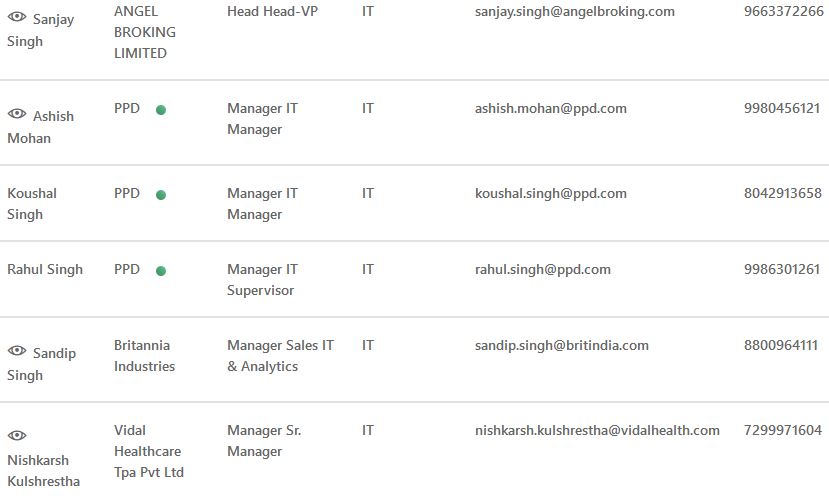 Sanjay Singh ANGEL BROKING LIMITED Head Head-VP IT sanjay.singh@angelbroking.com 9663372266
Ashish Mohan PPD Manager IT Manager IT ashish.mohan@ppd.com 9980456121
Koushal Singh PPD Manager IT Manager IT koushal.singh@ppd.com 8042913658
Rahul Singh PPD Manager IT Supervisor IT rahul.singh@ppd.com 9986301261
Sandip Singh Britannia Industries Manager Sales IT & Analytics IT sandip.singh@britindia.com 8800964111
Nishkarsh Kulshrestha Vidal Healthcare Tpa Pvt Ltd Manager Sr. Manager IT nishkarsh.kulshrestha@vidalhealth.com 7299971604